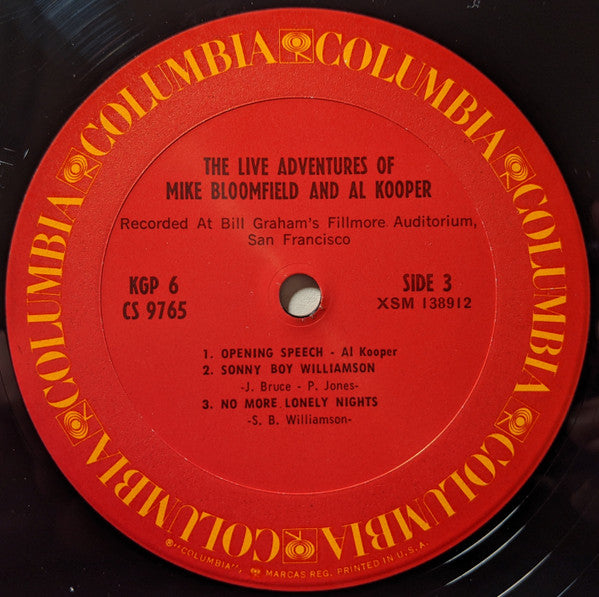 COLUMBIA COLUMBIA COLUMBIA COLUMBIA COLUMBIA COLUMBIA
THE LIVE ADVENTURES OF
MIKE BLOOMFIELD AND AL KOOPER
Recorded At Bill Graham's Fillmore Auditorium,
San Francisco
KGP 6 SIDE 3
CS 9765 XSM 138912
1. OPENING SPEECH - Al Kooper
2. SONNY BOY WILLIAMSON
-J. Bruce - P. Jones-
3. NO MORE LONELY NIGHTS
-S. B. Williamson-
®"COLUMBIA", MARCAS REG. PRINTED IN U.S.A.